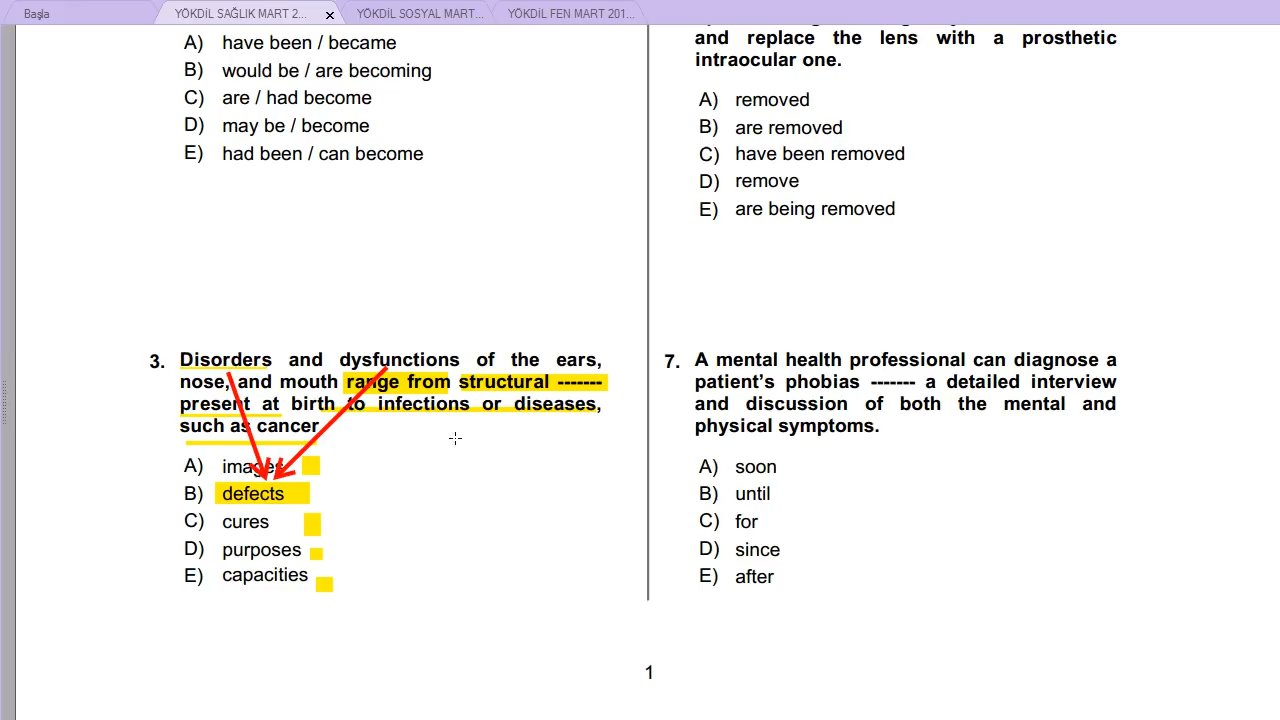 Başla
YÖKDİL SAĞLIK MART 2...
YÖKDİL SOSYAL MART...
YÖKDİL FEN MART 201...
A) have been / became
B) would be / are becoming
C) are / had become
D) may be / become
E) had been / can become
3. Disorders and dysfunctions of the ears,
nose, and mouth range from structural -------
present at birth to infections or diseases,
such as cancer
A) images
B) defects
C) cures
D) purposes
E) capacities
and replace the lens with a prosthetic
intraocular one.
A) removed
B) are removed
C) have been removed
D) remove
E) are being removed
7. A mental health professional can diagnose a
patient’s phobias ------- a detailed interview
and discussion of both the mental and
physical symptoms.
A) soon
B) until
C) for
D) since
E) after
1